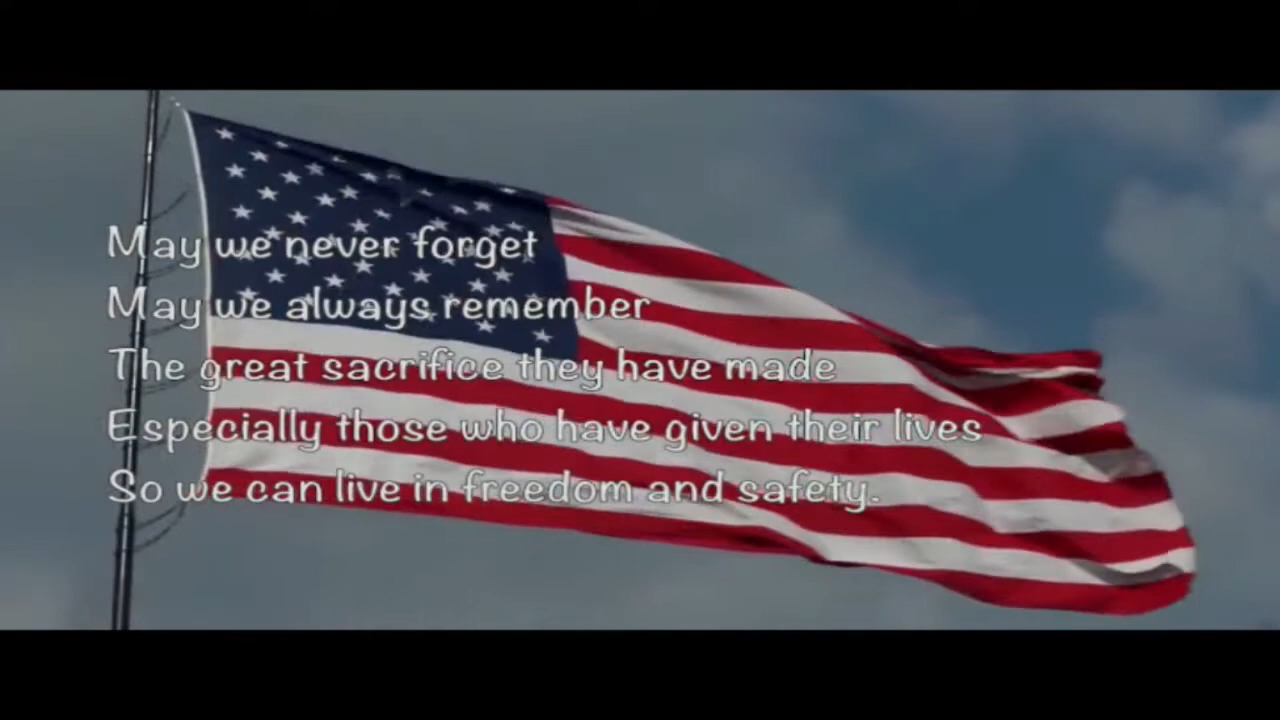 May we never forget
May we always remember
The great sacrifice they have made
Especially those who have given their lives
So we can live in freedom and safety.